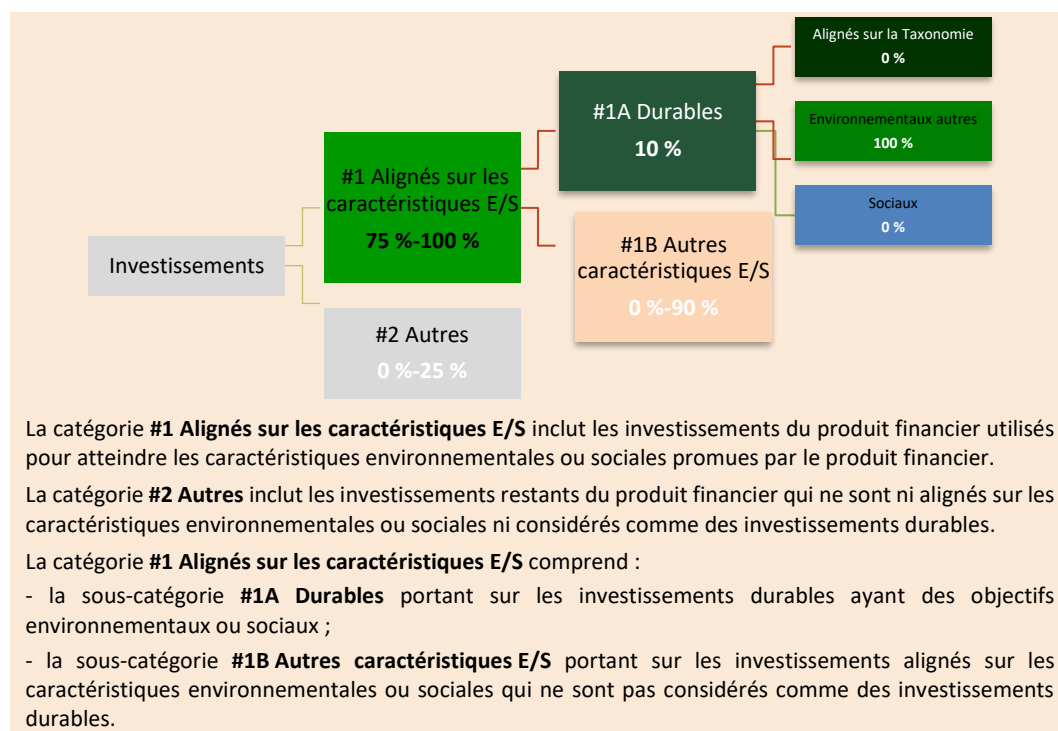 Alignés sur la Taxonomie
0 %
#1A Durables
10 %
Environnementaux autres
100 %
#1 Alignés sur les
caractéristiques E/S
75 %-100 %
Sociaux
0 %
#1B Autres
caractéristiques E/S
0 %-90 %
Investissements
#2 Autres
0 %-25 %
La catégorie #1 Alignés sur les caractéristiques E/S inclut les investissements du produit financier utilisés
pour atteindre les caractéristiques environnementales ou sociales promues par le produit financier.
La catégorie #2 Autres inclut les investissements restants du produit financier qui ne sont ni alignés sur les
caractéristiques environnementales ou sociales ni considérés comme des investissements durables.
La catégorie #1 Alignés sur les caractéristiques E/S comprend :
- la sous-catégorie #1A Durables portant sur les investissements durables ayant des objectifs
environnementaux ou sociaux ;
- la sous-catégorie #1B Autres caractéristiques E/S portant sur les investissements alignés sur les
caractéristiques environnementales ou sociales qui ne sont pas considérés comme des investissements
durables.